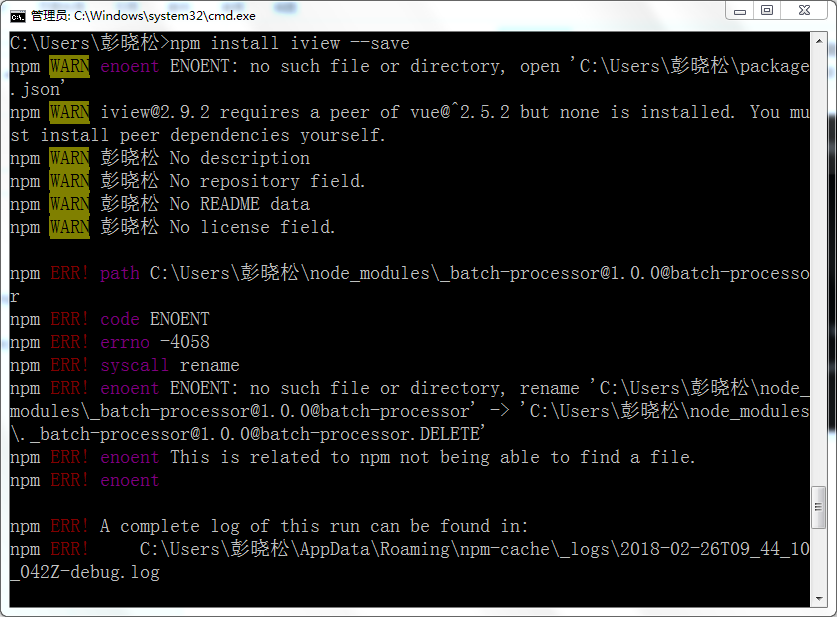 管理员: C:\Windows\system32\cmd.exe
C:\Users\彭晓松>npm install iview --save
npm WARN enoent ENOENT: no such file or directory, open 'C:\Users\彭晓松\package
.json'
npm WARN iview@2.9.2 requires a peer of vue@^2.5.2 but none is installed. You mu
st install peer dependencies yourself.
npm WARN 彭晓松 No description
npm WARN 彭晓松 No repository field.
npm WARN 彭晓松 No README data
npm WARN 彭晓松 No license field.
npm ERR! path C:\Users\彭晓松\node_modules\_batch-processor@1.0.0@batch-processo
r
npm ERR! code ENOENT
npm ERR! errno -4058
npm ERR! syscall rename
npm ERR! enoent ENOENT: no such file or directory, rename 'C:\Users\彭晓松\node_
modules\_batch-processor@1.0.0@batch-processor' -> 'C:\Users\彭晓松\node_modules
\._batch-processor@1.0.0@batch-processor.DELETE'
npm ERR! enoent This is related to npm not being able to find a file.
npm ERR! enoent
npm ERR! A complete log of this run can be found in:
npm ERR!     C:\Users\彭晓松\AppData\Roaming\npm-cache\_logs\2018-02-26T09_44_10
_042Z-debug.log